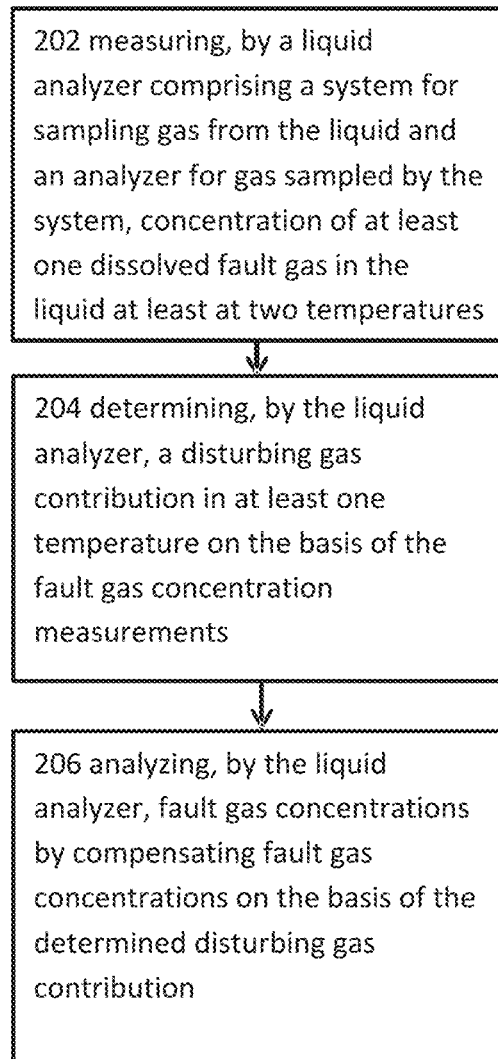 202 measuring, by a liquid
analyzer comprising a system for
sampling gas from the liquid and
an analyzer for gas sampled by the
system, concentration of at least
one dissolved fault gas in the
liquid at least at two temperatures
204 determining, by the liquid
analyzer, a disturbing gas
contribution in at least one
temperature on the basis of the
fault gas concentration
measurements
206 analyzing, by the liquid
analyzer, fault gas concentrations
by compensating fault gas
concentrations on the basis of the
determined disturbing gas
contribution